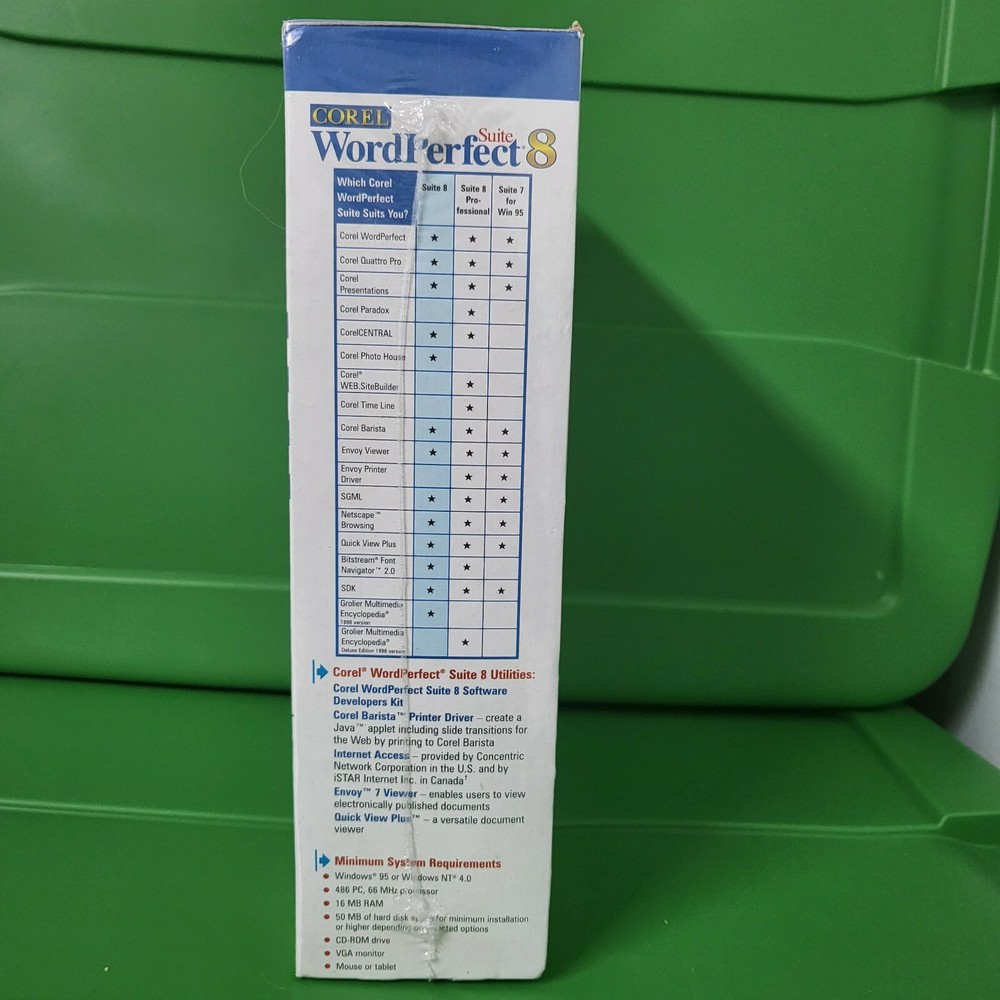 COREL
WordPerfect® Suite 8
Which Corel WordPerfect Suite Suits You?
Suite 8
Suite 8 Pro-fessional
Suite 7 for Win 95
Corel WordPerfect ★ ★ ★
Corel Quattro Pro ★ ★ ★
Corel
Presentations ★ ★ ★
Corel Paradox ★
CorelCENTRAL ★ ★
Corel Photo House ★
Corel®
WEB.SiteBuilder ★
Corel Time Line ★
Corel Barista ★ ★ ★
Envoy Viewer ★ ★ ★
Envoy Printer
Driver ★ ★
SGML ★ ★ ★
Netscape™
Browsing ★ ★ ★
Quick View Plus ★ ★ ★
Bitstream® Font
Navigator™ 2.0 ★ ★
SDK ★ ★ ★
Grolier Multimedia
Encyclopedia® ★
1998 version
Grolier Multimedia
Encyclopedia® ★
Deluxe Edition 1998 version
Corel® WordPerfect® Suite 8 Utilities:
Corel WordPerfect Suite 8 Software
Developers Kit
Corel Barista™ Printer Driver – create a
Java™ applet including slide transitions for
the Web by printing to Corel Barista
Internet Access – provided by Concentric
Network Corporation in the U.S. and by
iSTAR Internet Inc. in Canada†
Envoy™ 7 Viewer – enables users to view
electronically published documents
Quick View Plus™ – a versatile document
viewer
Minimum System Requirements
• Windows® 95 or Windows NT® 4.0
• 486 PC, 66 MHz processor
• 16 MB RAM
• 50 MB of hard disk space for minimum installation
or higher depending on
options
• CD-ROM drive
• VGA monitor
• Mouse or tablet